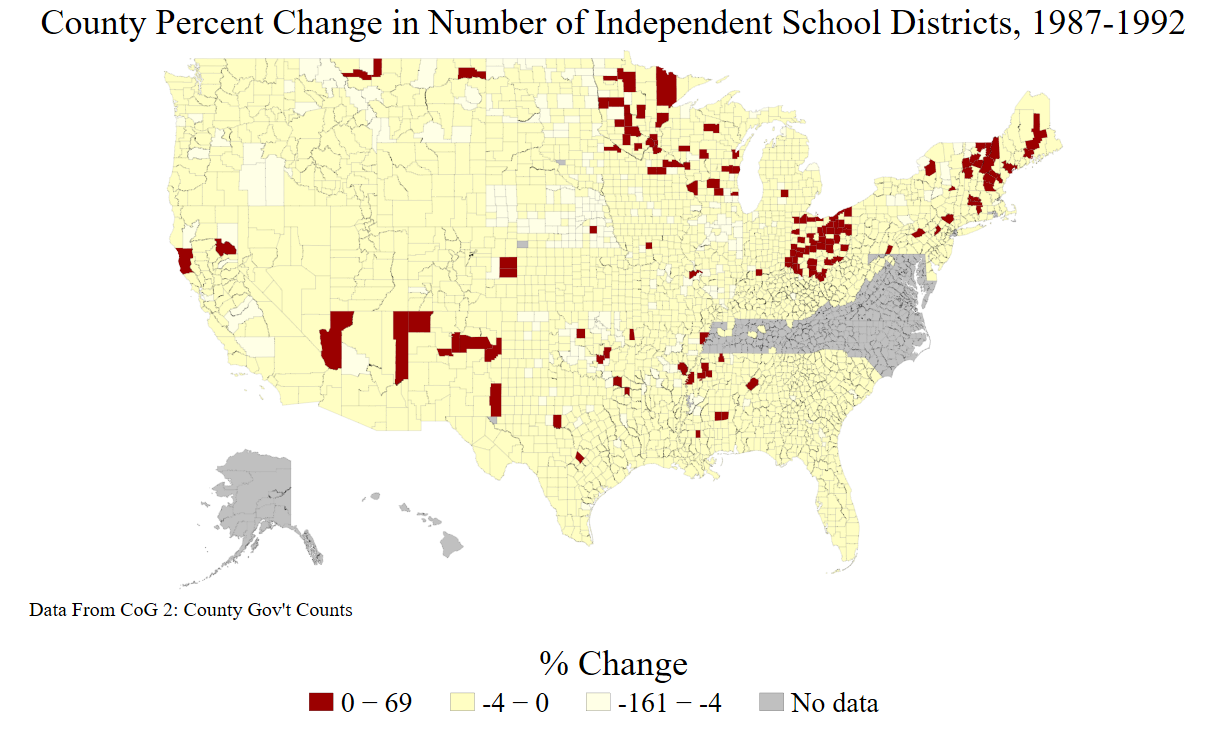 County Percent Change in Number of Independent School Districts, 1987-1992
Data From CoG 2: County Gov't Counts
% Change
0 − 69 -4 − 0 -161 − -4 No data